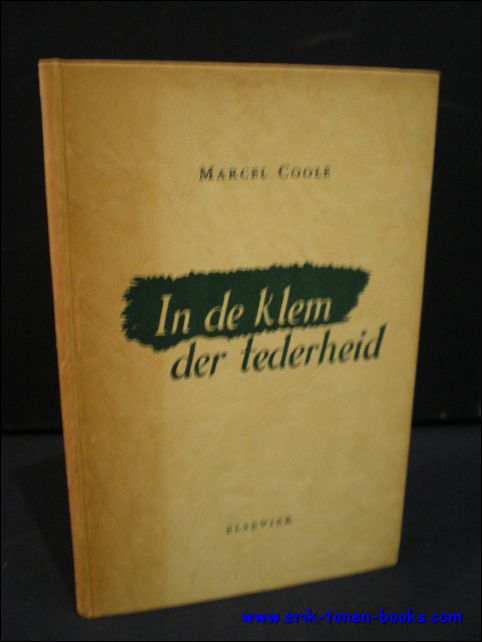 MARCEL COOLE
In de klem
der tederheid
ELSEVIER
www.erik-tonen-books.com